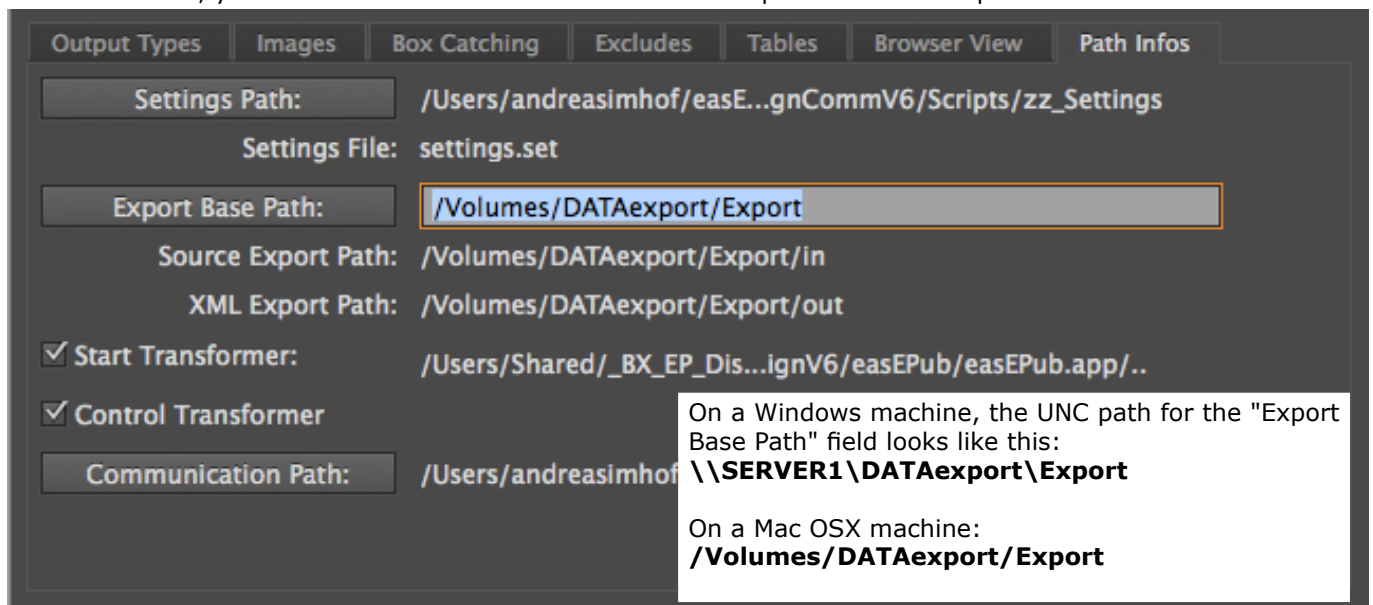 Output Types Images Box Catching Excludes Tables Browser View Path Infos
Settings Path: /Users/andreasimhof/easE...gnCommV6/Scripts/zz_Settings
Settings File: settings.set
Export Base Path: /Volumes/DATAexport/Export
Source Export Path: /Volumes/DATAexport/Export/in
XML Export Path: /Volumes/DATAexport/Export/out
Start Transformer: /Users/Shared/_BX_EP_Dis...ignV6/easEPub/easEPub.app/..
Control Transformer
Communication Path: /Users/andreasimhof
On a Windows machine, the UNC path for the "Export
Base Path" field looks like this:
\\SERVER1\DATAexport\Export
On a Mac OSX machine:
/Volumes/DATAexport/Export